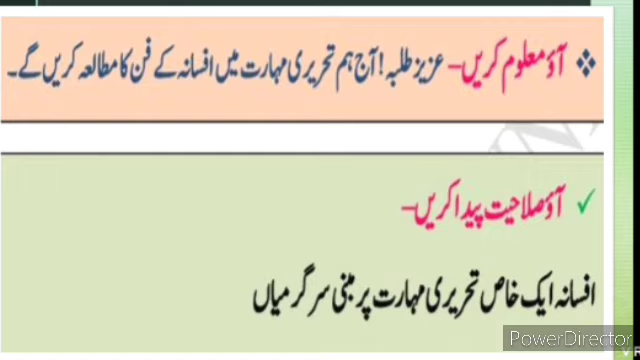 ❖ آؤ معلوم کریں– عزیز طلبہ! آج ہم تحریری مہارت میں افسانہ کے فن کا مطالعہ کریں گے۔
✓ آؤ صلاحیت پیدا کریں–
افسانہ ایک خاص تحریری مہارت پر مبنی سرگرمیاں
PowerDirector